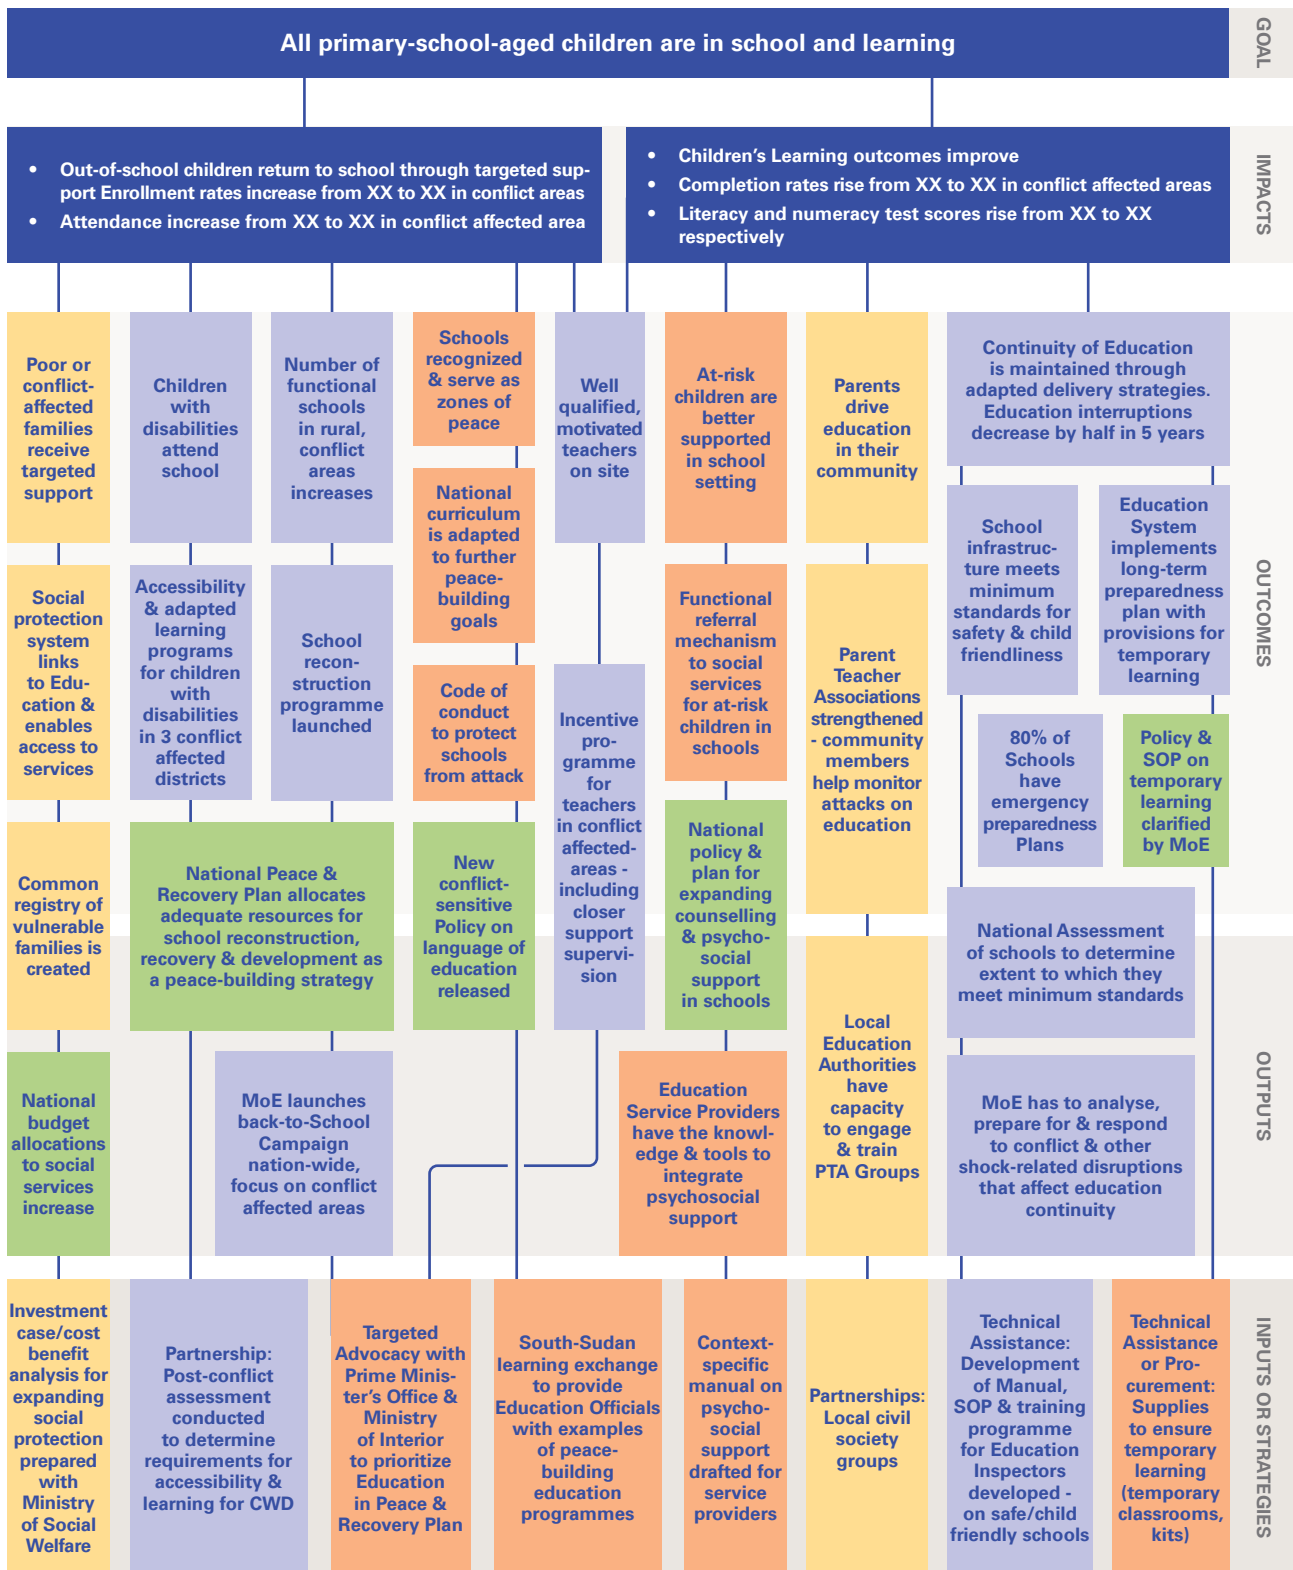 All primary-school-aged children are in school and learning
GOAL
• Out-of-school children return to school through targeted sup-
port Enrollment rates increase from XX to XX in conflict areas
• Attendance increase from XX to XX in conflict affected area
• Children's Learning outcomes improve
• Completion rates rise from XX to XX in conflict affected areas
• Literacy and numeracy test scores rise from XX to XX
respectively
IMPACTS
Poor or
conflict-
affected
families
receive
targeted
support
Children
with
disabilities
attend
school
Number of
functional
schools
in rural,
conflict
areas
increases
Schools
recognized
& serve as
zones of
peace
Well
qualified,
motivated
teachers
on site
At-risk
children are
better
supported
in school
setting
Parents
drive
education
in their
community
Continuity of Education
is maintained through
adapted delivery strategies.
Education interruptions
decrease by half in 5 years
National
curriculum
is adapted
to further
peace-
building
goals
School
infrastruc-
ture meets
minimum
standards for
safety & child
friendliness
Education
System
implements
long-term
preparedness
plan with
provisions for
temporary
learning
OUTCOMES
Social
protection
system
links
to Edu-
cation &
enables
access to
services
Accessibility
& adapted
learning
programs
for children
with
disabilities
in 3 conflict
affected
districts
School
recon-
struction
programme
launched
Code of
conduct
to protect
schools
from attack
Incentive
pro-
gramme
for
teachers
in conflict
affected-
areas -
including
closer
support
supervi-
sion
Functional
referral
mechanism
to social
services
for at-risk
children in
schools
Parent
Teacher
Associations
strengthened
- community
members
help monitor
attacks on
education
80% of
Schools
have
emergency
preparedness
Plans
Policy &
SOP on
temporary
learning
clarified
by MoE
Common
registry of
vulnerable
families is
created
National Peace &
Recovery Plan allocates
adequate resources for
school reconstruction,
recovery & development as
a peace-building strategy
New
conflict-
sensitive
Policy on
language of
education
released
National
policy &
plan for
expanding
counselling
& psycho-
social
support
in schools
National Assessment
of schools to determine
extent to which they
meet minimum standards
National
budget
allocations
to social
services
increase
MoE launches
back-to-School
Campaign
nation-wide,
focus on conflict
affected areas
Education
Service Providers
have the knowl-
edge & tools to
integrate
psychosocial
support
Local
Education
Authorities
have
capacity
to engage
& train
PTA Groups
MoE has to analyse,
prepare for & respond
to conflict & other
shock-related disruptions
that affect education
continuity
OUTPUTS
Investment
case/cost
benefit
analysis for
expanding
social
protection
prepared
with
Ministry
of Social
Welfare
Partnership:
Post-conflict
assessment
conducted
to determine
requirements for
accessibility &
learning for CWD
Targeted
Advocacy with
Prime Minis-
ter's Office &
Ministry
of Interior
to prioritize
Education
in Peace &
Recovery Plan
South-Sudan
learning exchange
to provide
Education Officials
with examples
of peace-
building
education
programmes
Context-
specific
manual on
psycho-
social
support
drafted for
service
providers
Partnerships:
Local civil
society
groups
Technical
Assistance:
Development
of Manual,
SOP & training
programme
for Education
Inspectors
developed -
on safe/child
friendly schools
Technical
Assistance
or Pro-
curement:
Supplies
to ensure
temporary
learning
(temporary
classrooms,
kits)
INPUTS OR STRATEGIES